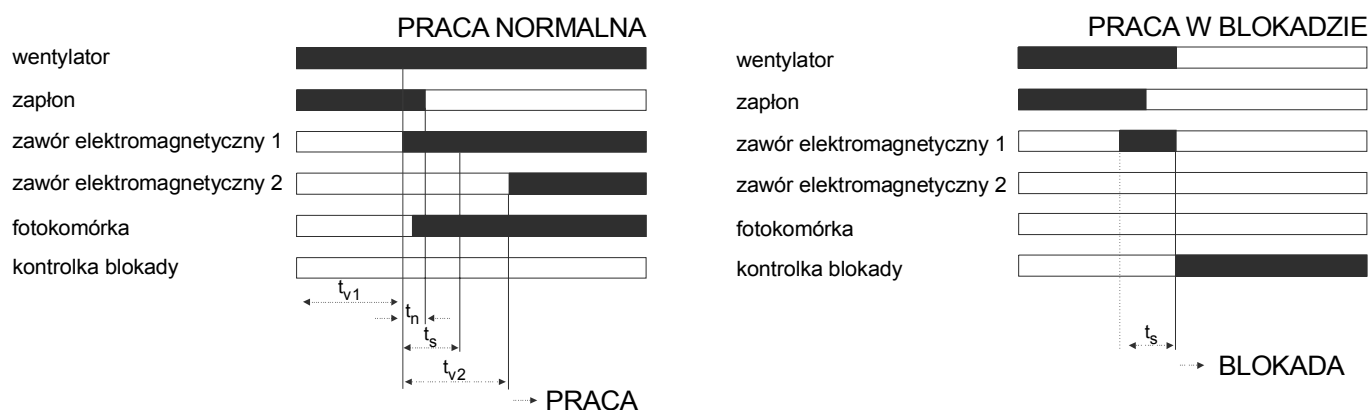 PRACA NORMALNA
wentylator
zapłon
zawór elektromagnetyczny 1
zawór elektromagnetyczny 2
fotokomórka
kontrolka blokady
tv1
tn
ts
tv2
PRACA
PRACA W BLOKADZIE
wentylator
zapłon
zawór elektromagnetyczny 1
zawór elektromagnetyczny 2
fotokomórka
kontrolka blokady
ts
BLOKADA